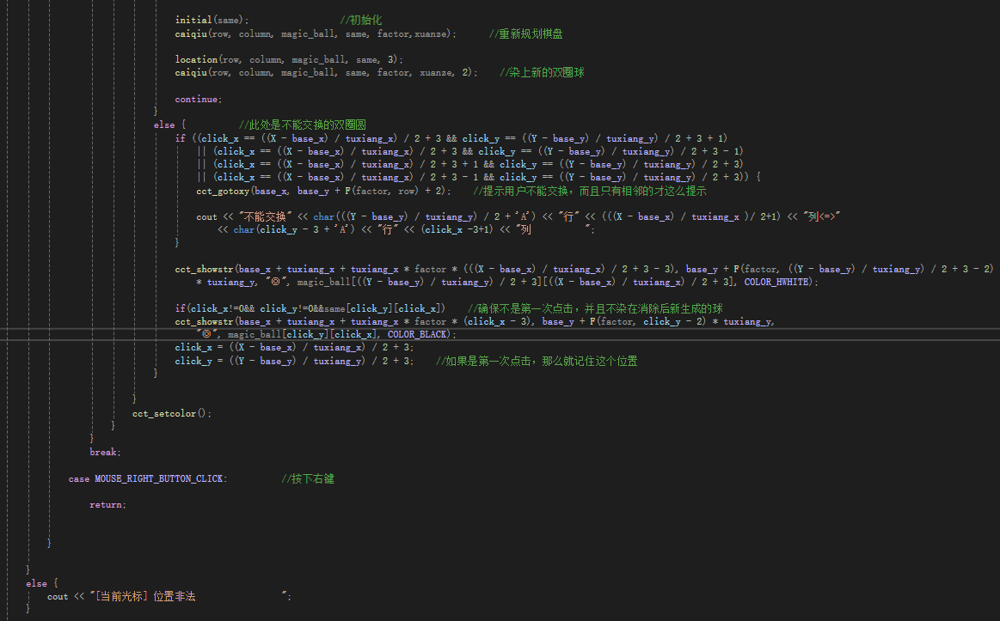 initial(same);                 //初始化
caiqiu(row, column, magic_ball, same, factor,xuanze);      //重新规划棋盘
location(row, column, magic_ball, same, 3);
caiqiu(row, column, magic_ball, same, factor, xuanze, 2);    //染上新的双圈球
continue;
}
else {          //此处是不能交换的双圈圆
if ((click_x == ((X - base_x) / tuxiang_x) / 2 + 3 && click_y == ((Y - base_y) / tuxiang_y) / 2 + 3 + 1)
|| (click_x == ((X - base_x) / tuxiang_x) / 2 + 3 && click_y == ((Y - base_y) / tuxiang_y) / 2 + 3 - 1)
|| (click_x == ((X - base_x) / tuxiang_x) / 2 + 3 + 1 && click_y == ((Y - base_y) / tuxiang_y) / 2 + 3)
|| (click_x == ((X - base_x) / tuxiang_x) / 2 + 3 - 1 && click_y == ((Y - base_y) / tuxiang_y) / 2 + 3)) {
cct_gotoxy(base_x, base_y + F(factor, row) + 2);    //提示用户不能交换，而且只有相邻的才这么提示
cout << "不能交换" << char(((Y - base_y) / tuxiang_y) / 2 + 'A') << "行" << (((X - base_x) / tuxiang_x )/ 2+1) << "列<=>"
<< char(click_y - 3 + 'A') << "行" << (click_x -3+1) << "列          ";
}
cct_showstr(base_x + tuxiang_x + tuxiang_x * factor * (((X - base_x) / tuxiang_x) / 2 + 3 - 3), base_y + F(factor, ((Y - base_y) / tuxiang_y) / 2 + 3 - 2)
* tuxiang_y, "◎", magic_ball[((Y - base_y) / tuxiang_y) / 2 + 3][((X - base_x) / tuxiang_x) / 2 + 3], COLOR_HWHITE);
if(click_x!=0&& click_y!=0&&same[click_y][click_x])    //确保不是第一次点击，并且不染在消除后新生成的球
cct_showstr(base_x + tuxiang_x + tuxiang_x * factor * (click_x - 3), base_y + F(factor, click_y - 2) * tuxiang_y,
"◎", magic_ball[click_y][click_x], COLOR_BLACK);
click_x = ((X - base_x) / tuxiang_x) / 2 + 3;
click_y = ((Y - base_y) / tuxiang_y) / 2 + 3;    //如果是第一次点击，那么就记住这个位置
}
}
cct_setcolor();
}
}
break;
case MOUSE_RIGHT_BUTTON_CLICK:          //按下右键
return;
}
}
else {
cout << "[当前光标] 位置非法                ";
}